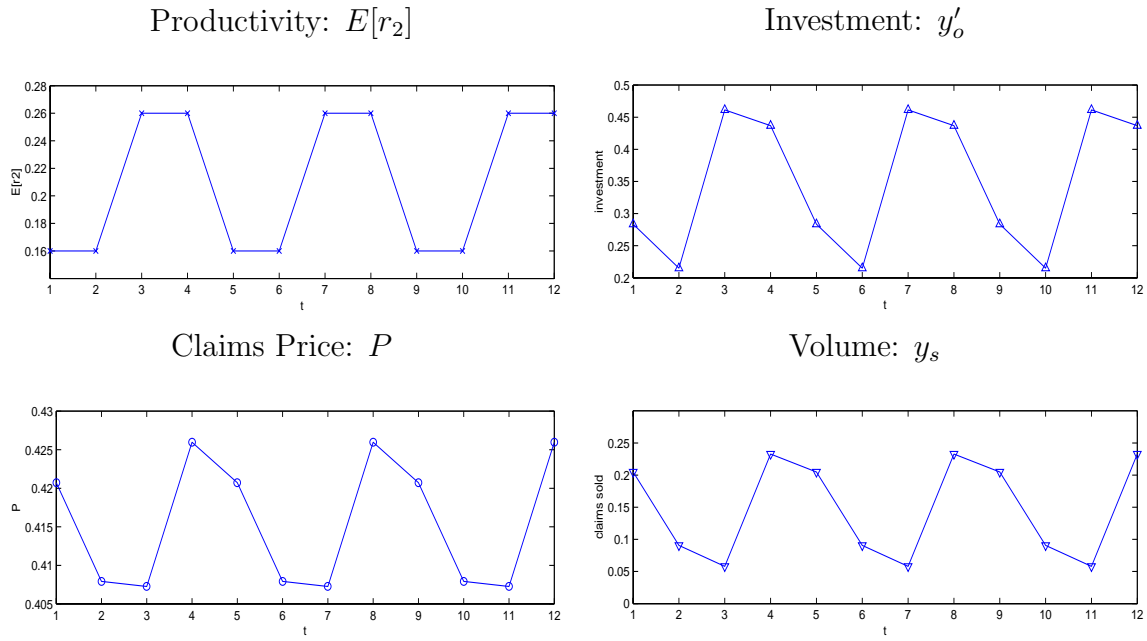 Productivity: E[r₂]
0.28
0.26
0.24
0.22
0.2
0.18
0.16
E[r2]
1 2 3 4 5 6 7 8 9 10 11 12
t
Investment: y′ₒ
0.5
0.45
0.4
0.35
0.3
0.25
0.2
investment
1 2 3 4 5 6 7 8 9 10 11 12
t
Claims Price: P
0.43
0.425
0.42
0.415
0.41
0.405
P
1 2 3 4 5 6 7 8 9 10 11 12
t
Volume: yₛ
0.25
0.2
0.15
0.1
0.05
0
claims sold
1 2 3 4 5 6 7 8 9 10 11 12
t